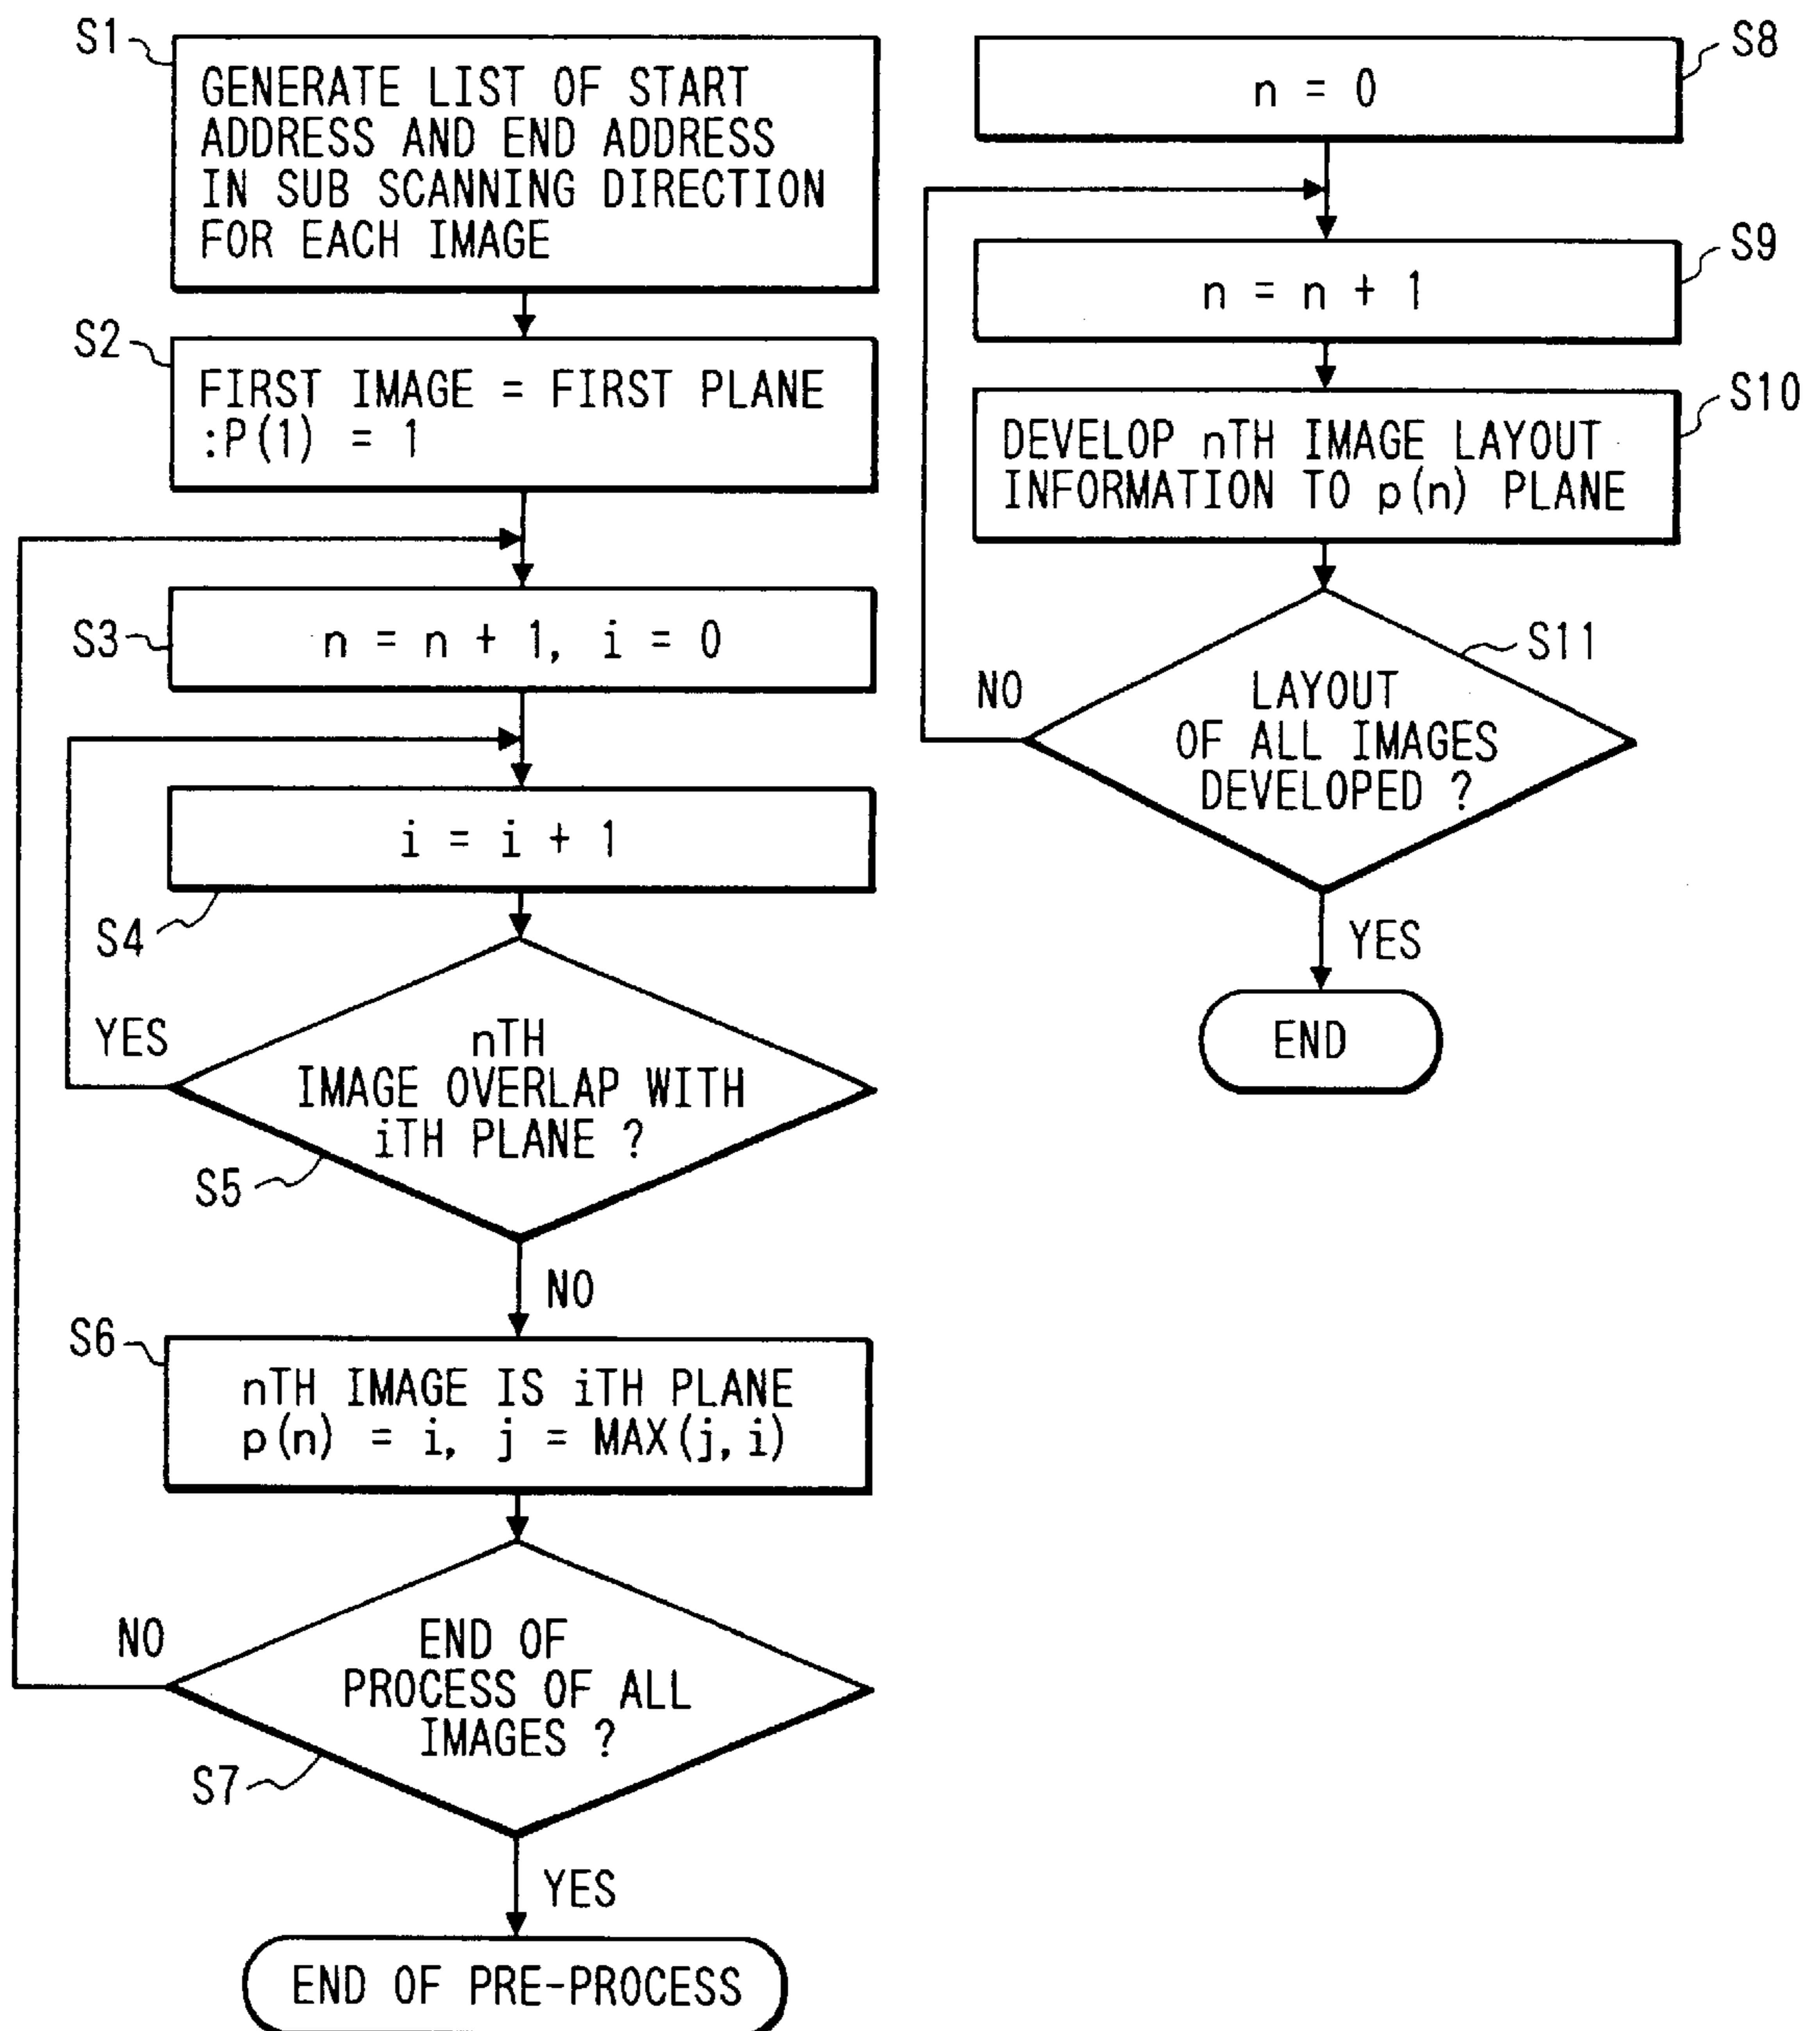 S1
GENERATE LIST OF START
ADDRESS AND END ADDRESS
IN SUB SCANNING DIRECTION
FOR EACH IMAGE
S2
FIRST IMAGE = FIRST PLANE
:P(1) = 1
S3
n = n + 1, i = 0
i = i + 1
S4
YES
nTH
IMAGE OVERLAP WITH
iTH PLANE ?
S5
NO
S6
nTH IMAGE IS iTH PLANE
p(n) = i, j = MAX(j,i)
NO
END OF
PROCESS OF ALL
IMAGES ?
S7
YES
END OF PRE-PROCESS
S8
n = 0
S9
n = n + 1
S10
DEVELOP nTH IMAGE LAYOUT
INFORMATION TO p(n) PLANE
S11
NO
LAYOUT
OF ALL IMAGES
DEVELOPED ?
YES
END